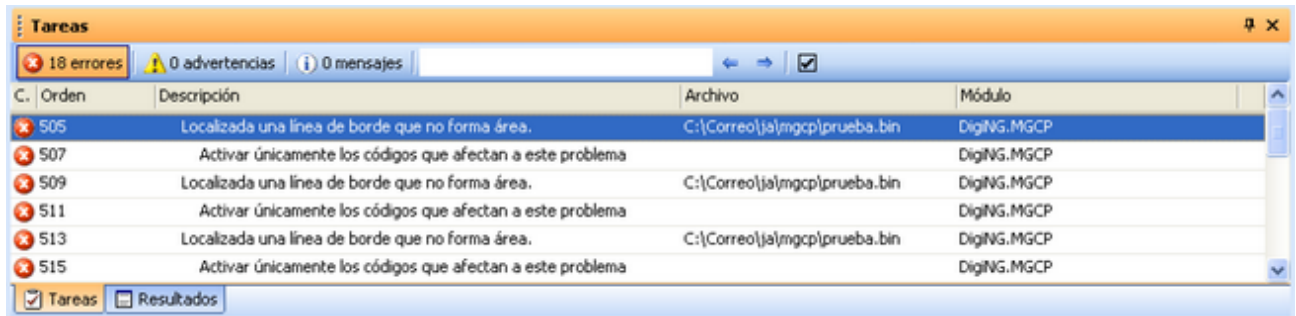 Tareas
18 errores 0 advertencias 0 mensajes
C. Orden Descripción Archivo Módulo
505 Localizada una línea de borde que no forma área. C:\Correo\ja\mgcp\prueba.bin DigiNG.MGCP
507 Activar únicamente los códigos que afectan a este problema DigiNG.MGCP
509 Localizada una línea de borde que no forma área. C:\Correo\ja\mgcp\prueba.bin DigiNG.MGCP
511 Activar únicamente los códigos que afectan a este problema DigiNG.MGCP
513 Localizada una línea de borde que no forma área. C:\Correo\ja\mgcp\prueba.bin DigiNG.MGCP
515 Activar únicamente los códigos que afectan a este problema DigiNG.MGCP
Tareas Resultados